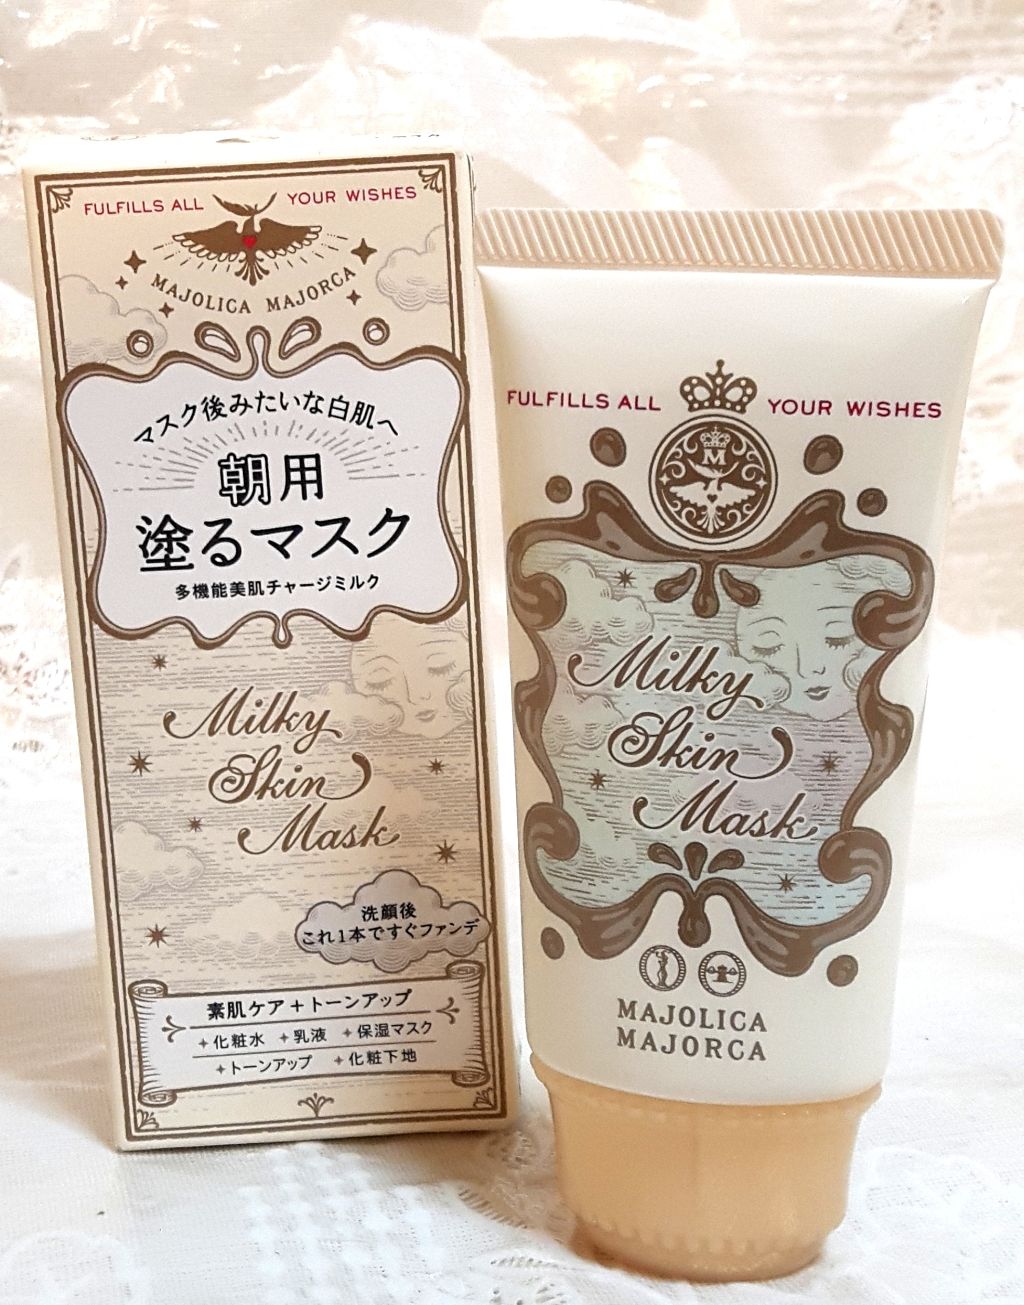 FULFILLS ALL YOUR WISHES
MAJOLICA MAJORCA
マスク後みたいな白肌へ
朝用
塗るマスク
多機能美肌チャージミルク
Milky
Skin
Mask
洗顔後
これ1本ですぐファンデ
素肌ケア+トーンアップ
+化粧水 +乳液 +保湿マスク
+トーンアップ +化粧下地
FULFILLS ALL YOUR WISHES
M
Milky
Skin
Mask
MAJOLICA
MAJORCA